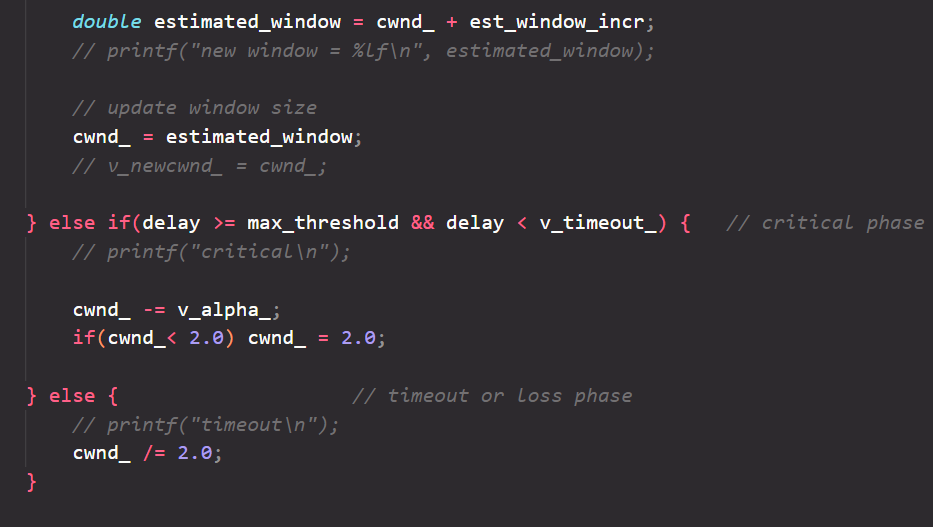 double estimated_window = cwnd_ + est_window_incr;
// printf("new window = %lf\n", estimated_window);
// update window size
cwnd_ = estimated_window;
// v_newcwnd_ = cwnd_;
} else if(delay >= max_threshold && delay < v_timeout_) {   // critical phase
// printf("critical\n");
cwnd_ -= v_alpha_;
if(cwnd_< 2.0) cwnd_ = 2.0;
} else {                    // timeout or loss phase
// printf("timeout\n");
cwnd_ /= 2.0;
}